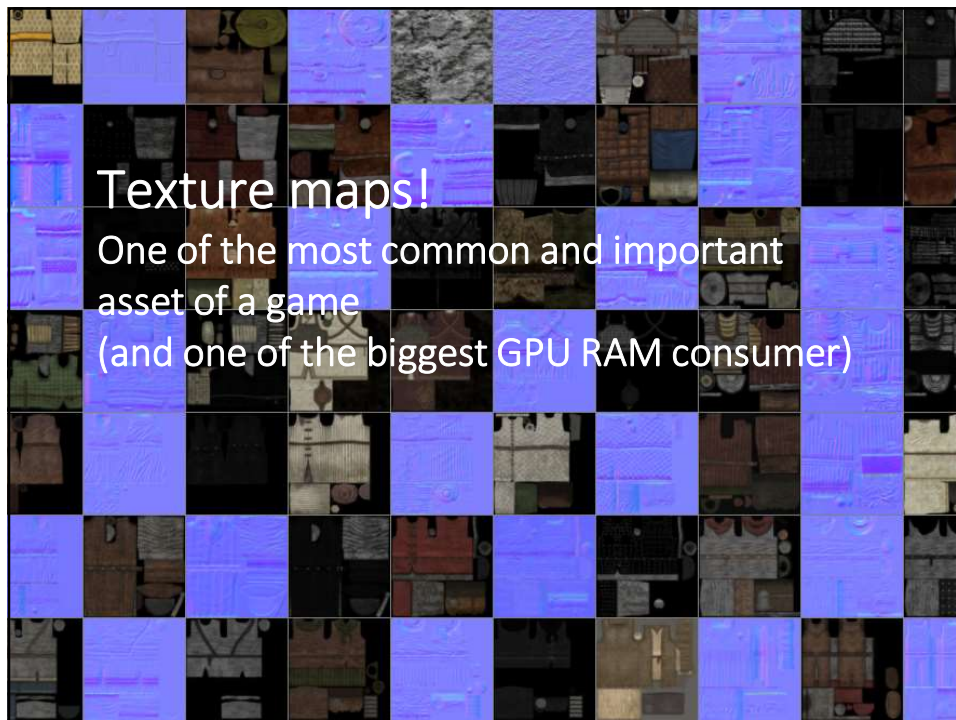 Texture maps!
One of the most common and important
asset of a game
(and one of the biggest GPU RAM consumer)